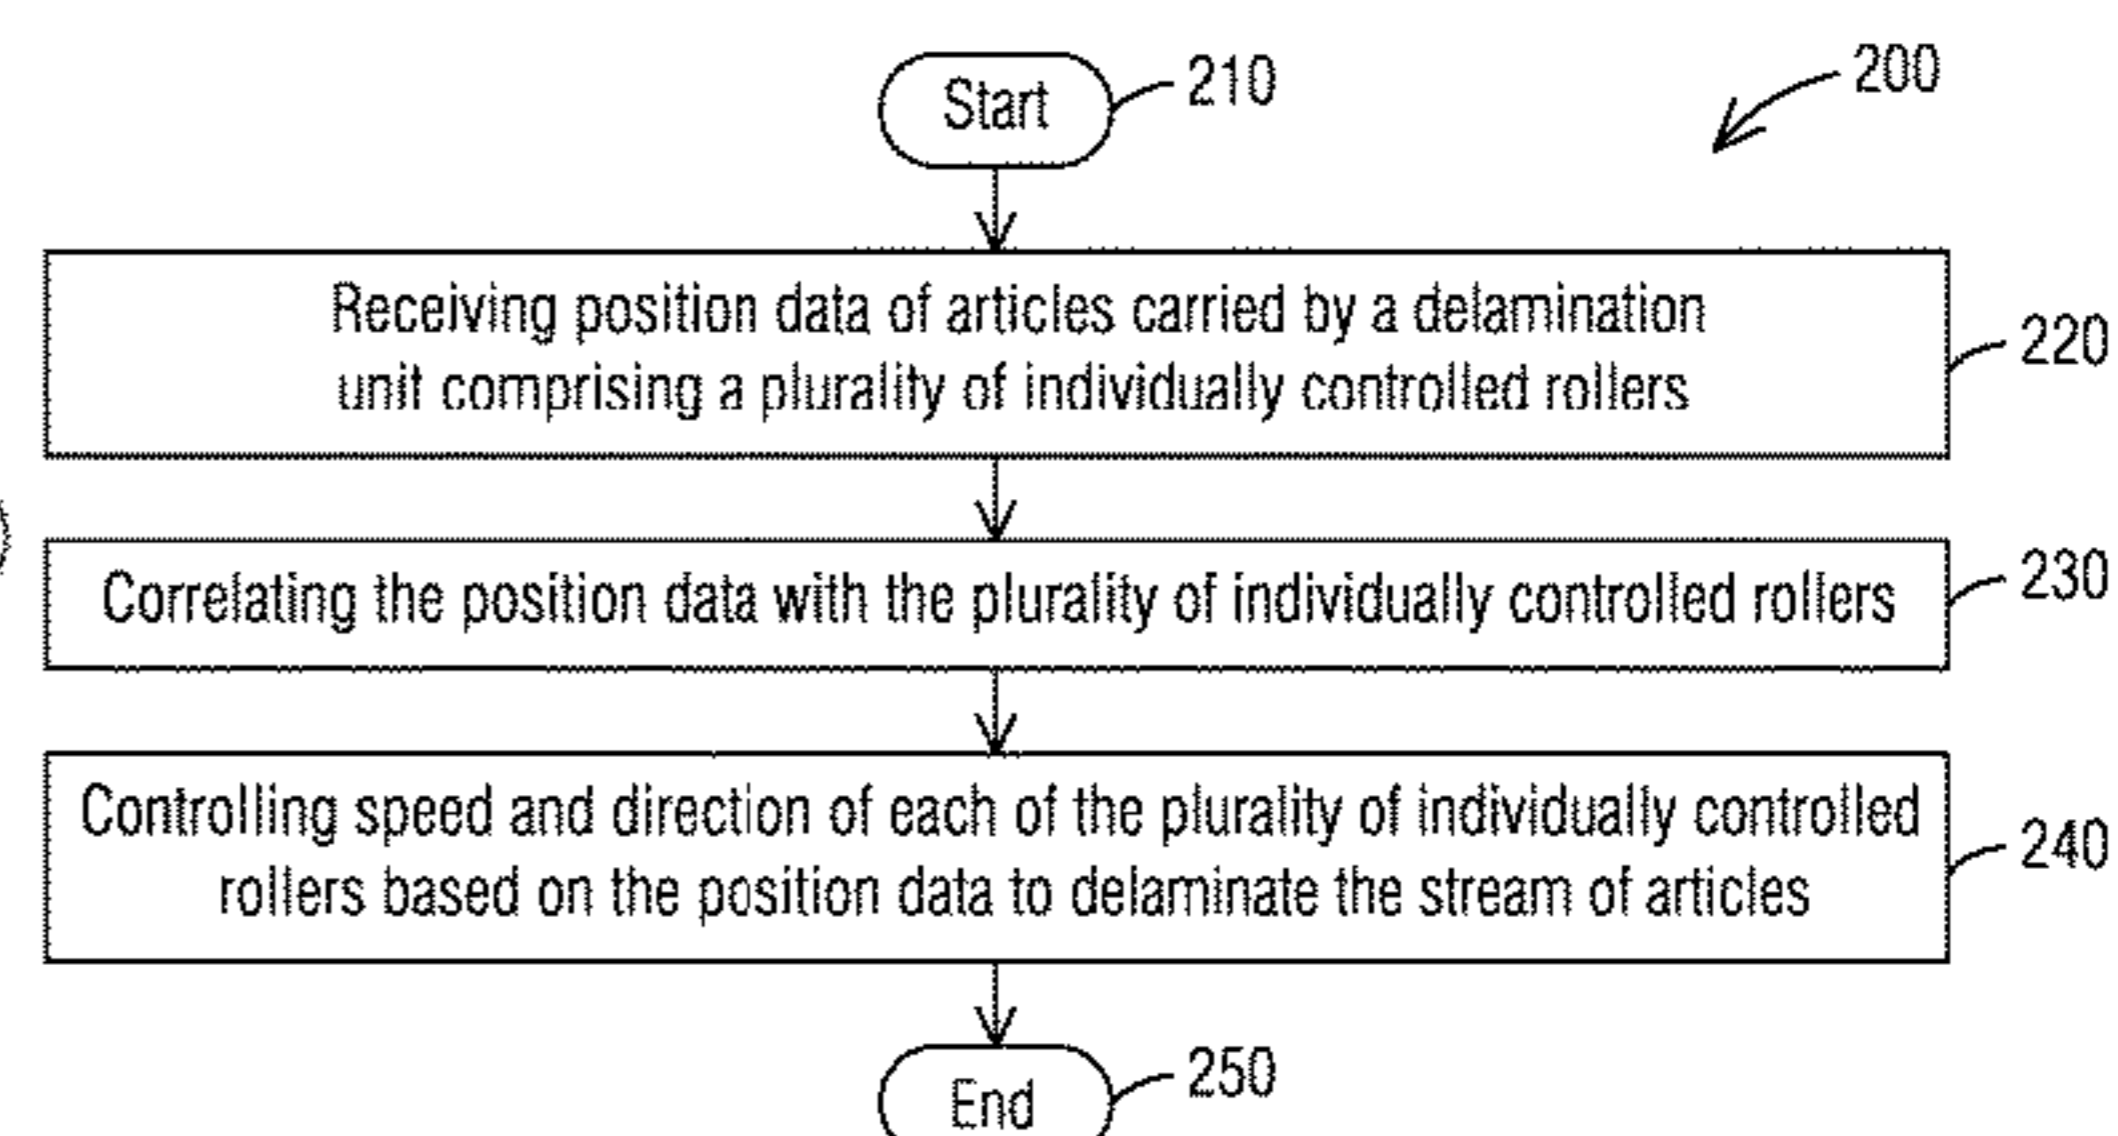 Start
210
200
Receiving position data of articles carried by a delamination
unit comprising a plurality of individually controlled rollers
220
Correlating the position data with the plurality of individually controlled rollers
230
Controlling speed and direction of each of the plurality of individually controlled
rollers based on the position data to delaminate the stream of articles
240
End
250